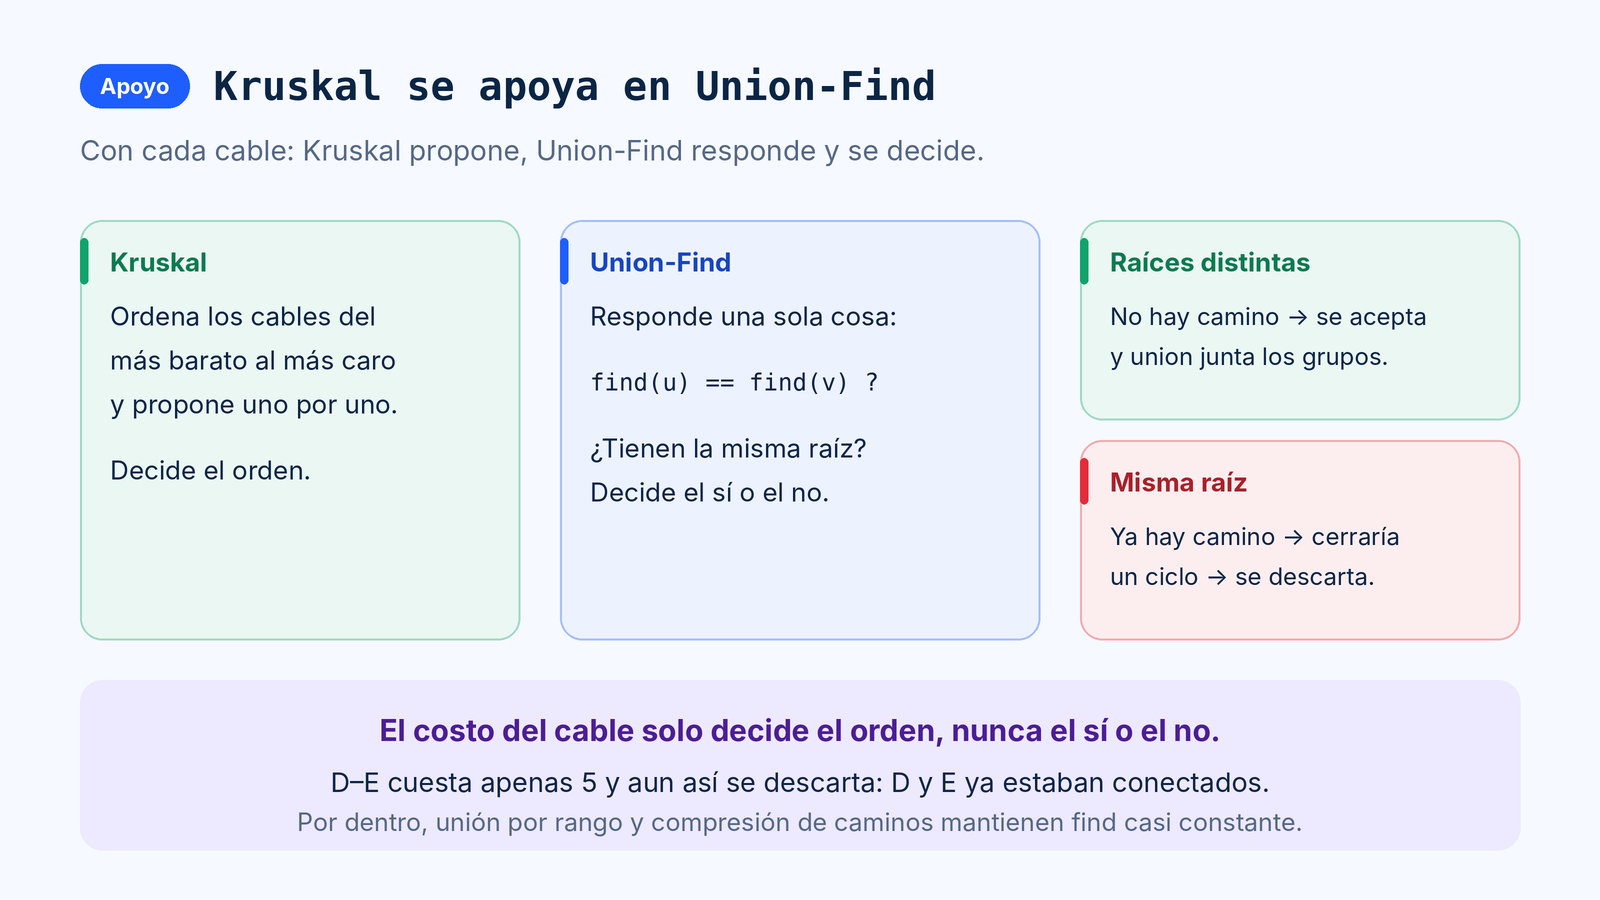 Apoyo
Kruskal se apoya en Union-Find
Con cada cable: Kruskal propone, Union-Find responde y se decide.
Kruskal
Ordena los cables del
más barato al más caro
y propone uno por uno.
Decide el orden.
Union-Find
Responde una sola cosa:
find(u) == find(v) ?
¿Tienen la misma raíz?
Decide el sí o el no.
Raíces distintas
No hay camino → se acepta
y union junta los grupos.
Misma raíz
Ya hay camino → cerraría
un ciclo → se descarta.
El costo del cable solo decide el orden, nunca el sí o el no.
D–E cuesta apenas 5 y aun así se descarta: D y E ya estaban conectados.
Por dentro, unión por rango y compresión de caminos mantienen find casi constante.